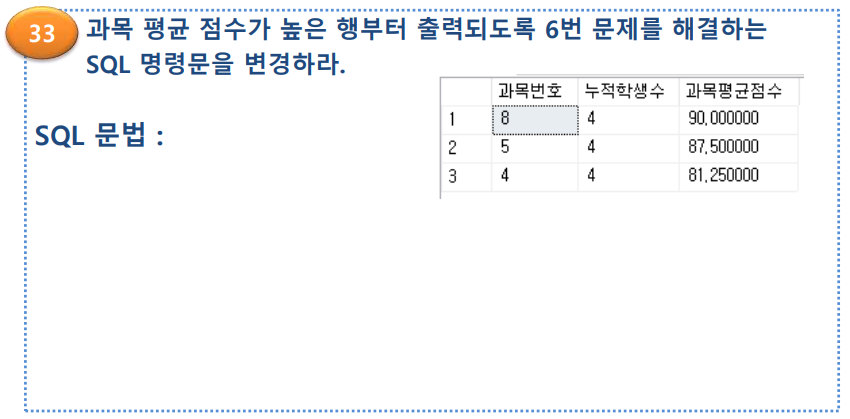 33 과목 평균 점수가 높은 행부터 출력되도록 6번 문제를 해결하는
SQL 명령문을 변경하라.
SQL 문법 :
과목번호 누적학생수 과목평균점수
1 8 4 90,000000
2 5 4 87,500000
3 4 4 81,250000